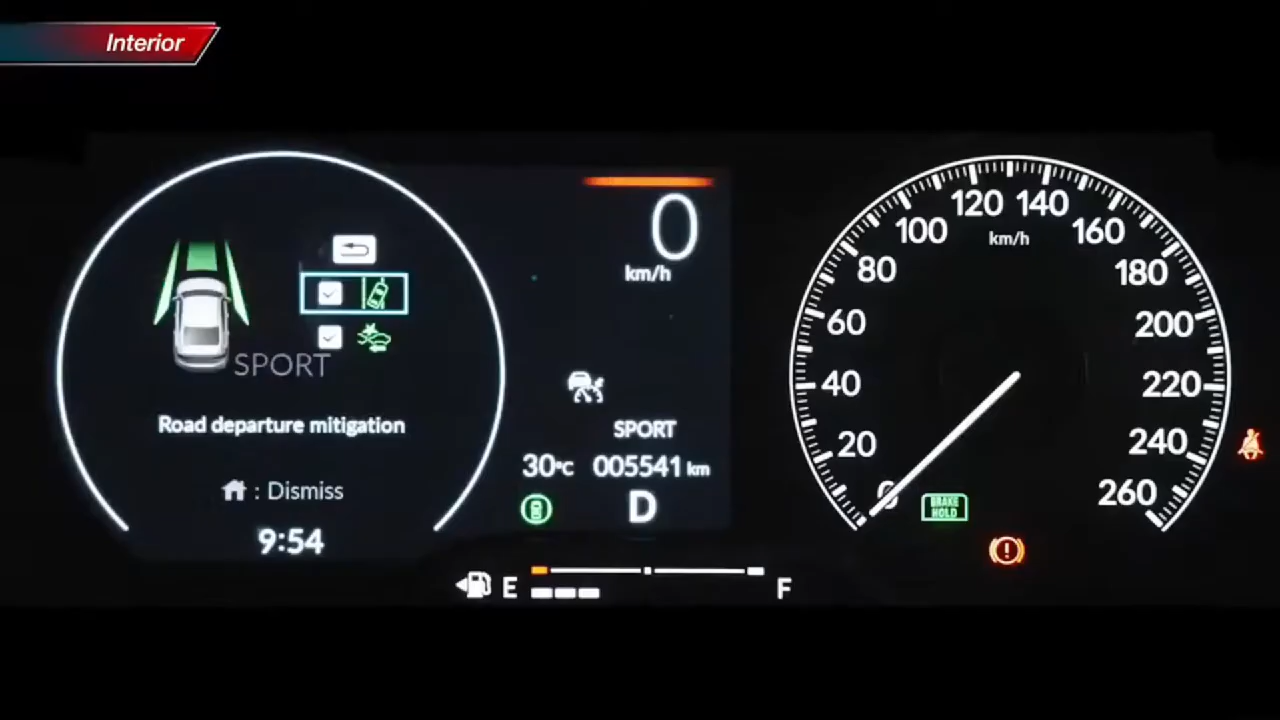 Interior
SPORT
Road departure mitigation
: Dismiss
9:54
0
km/h
SPORT
30°C 005541 km
D
E
F
0
20
40
60
80
100
120
140
160
180
200
220
240
260
km/h
BRAKE
HOLD